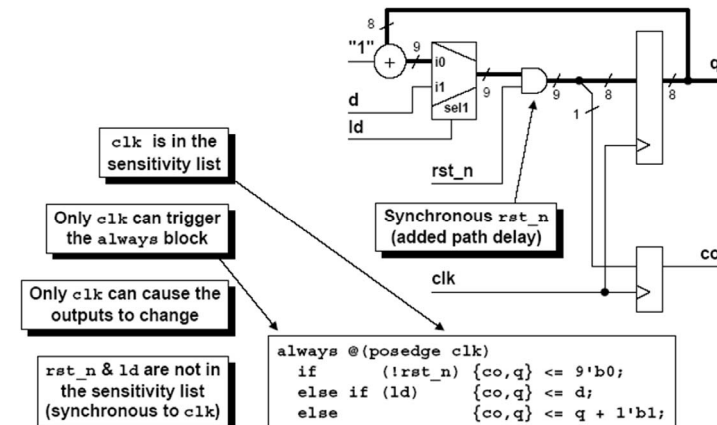 8
"1"
+
9
i0
i1
sel1
9
9
8
8
1
q
d
ld
rst_n
clk
co
clk is in the
sensitivity list
Only clk can trigger
the always block
Synchronous rst_n
(added path delay)
Only clk can cause the
outputs to change
rst_n & ld are not in
the sensitivity list
(synchronous to clk)
always @(posedge clk)
if (!rst_n) {co,q} <= 9'b0;
else if (ld) {co,q} <= d;
else {co,q} <= q + 1'b1;